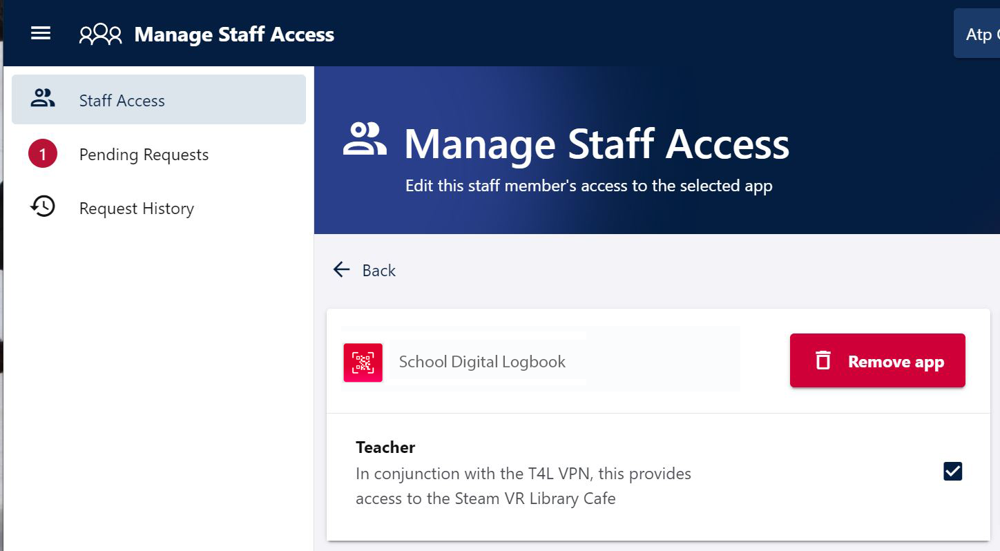 Manage Staff Access
Atp
Staff Access
1
Pending Requests
Request History
Manage Staff Access
Edit this staff member's access to the selected app
Back
School Digital Logbook
Remove app
Teacher
In conjunction with the T4L VPN, this provides
access to the Steam VR Library Cafe